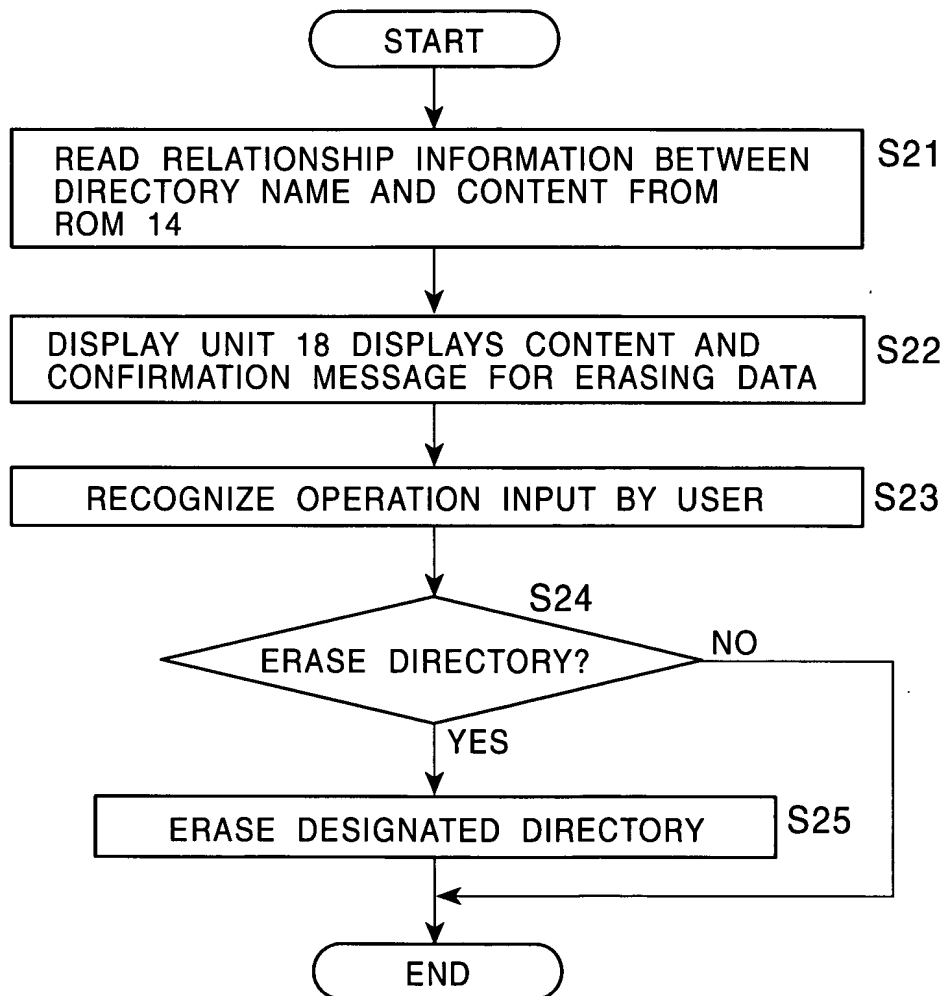 START
READ RELATIONSHIP INFORMATION BETWEEN
DIRECTORY NAME AND CONTENT FROM
ROM 14
S21
DISPLAY UNIT 18 DISPLAYS CONTENT AND
CONFIRMATION MESSAGE FOR ERASING DATA
S22
RECOGNIZE OPERATION INPUT BY USER
S23
S24
ERASE DIRECTORY?
NO
YES
ERASE DESIGNATED DIRECTORY
S25
END